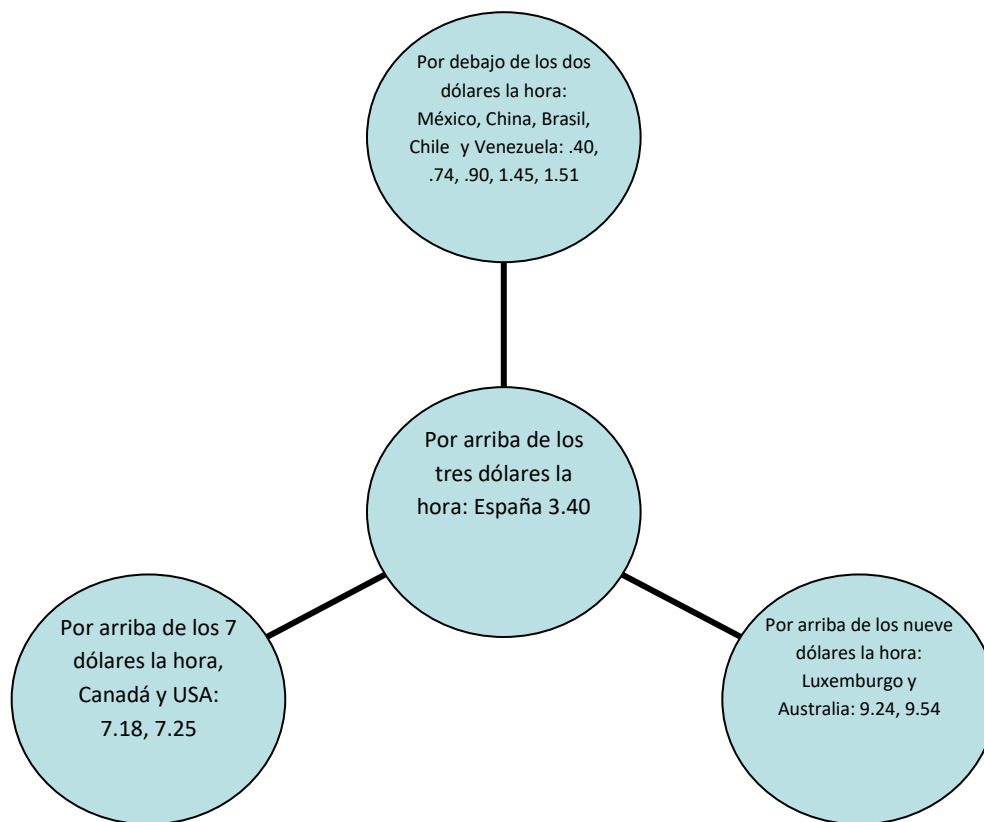 Por debajo de los dos
dólares la hora:
México, China, Brasil,
Chile y Venezuela: .40,
.74, .90, 1.45, 1.51
Por arriba de los
tres dólares la
hora: España 3.40
Por arriba de los 7
dólares la hora,
Canadá y USA:
7.18, 7.25
Por arriba de los nueve
dólares la hora:
Luxemburgo y
Australia: 9.24, 9.54